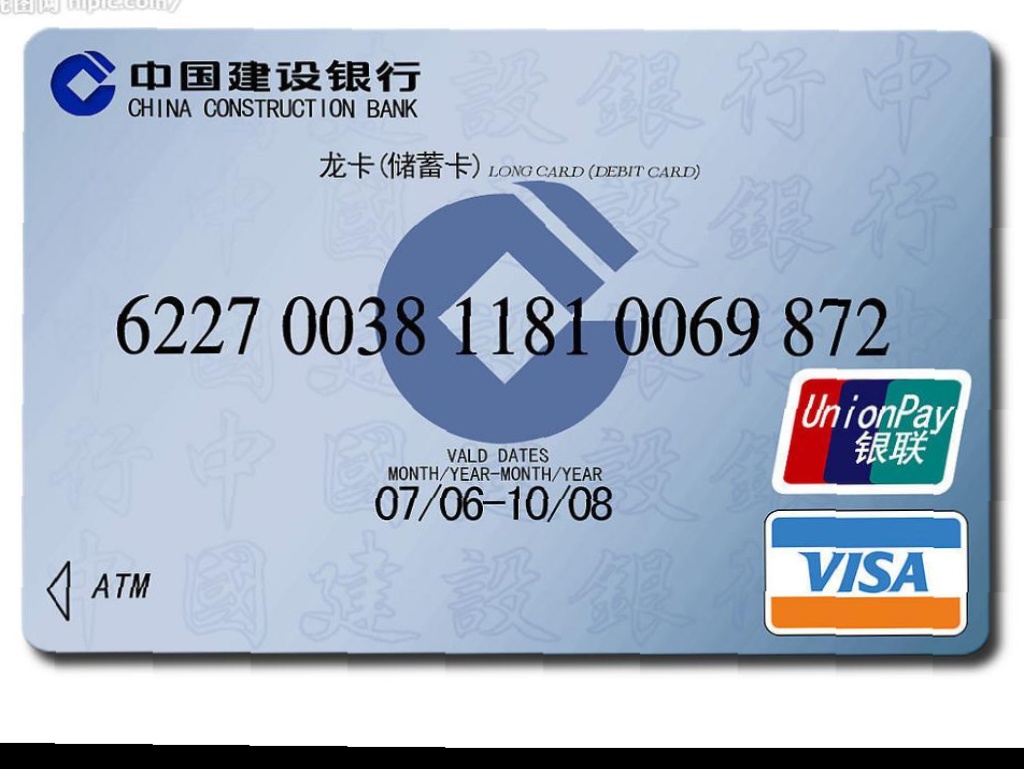 nipic.com/
中国建设银行
CHINA CONSTRUCTION BANK
龙卡(储蓄卡) LONG CARD (DEBIT CARD)
6227 0038 1181 0069 872
UnionPay
银联
VALD DATES
MONTH/YEAR-MONTH/YEAR
07/06-10/08
VISA
ATM